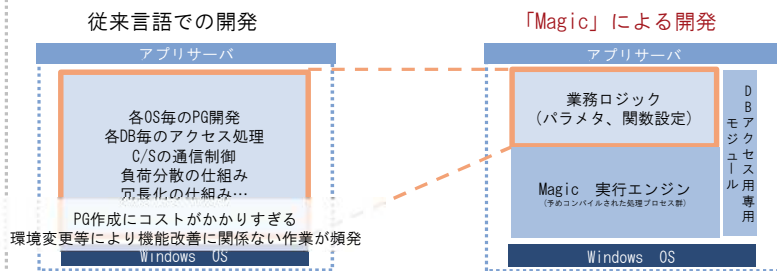 従来言語での開発
アプリサーバ
各OS毎のPG開発
各DB毎のアクセス処理
C/Sの通信制御
負荷分散の仕組み
冗長化の仕組み…
PG作成にコストがかかりすぎる
環境変更等により機能改善に関係ない作業が頻発
Windows OS
「Magic」による開発
アプリサーバ
業務ロジック
(パラメタ、関数設定)
Magic 実行エンジン
(予めコンパイルされた処理プロセス群)
DBアクセス用専用
モジュール
Windows OS